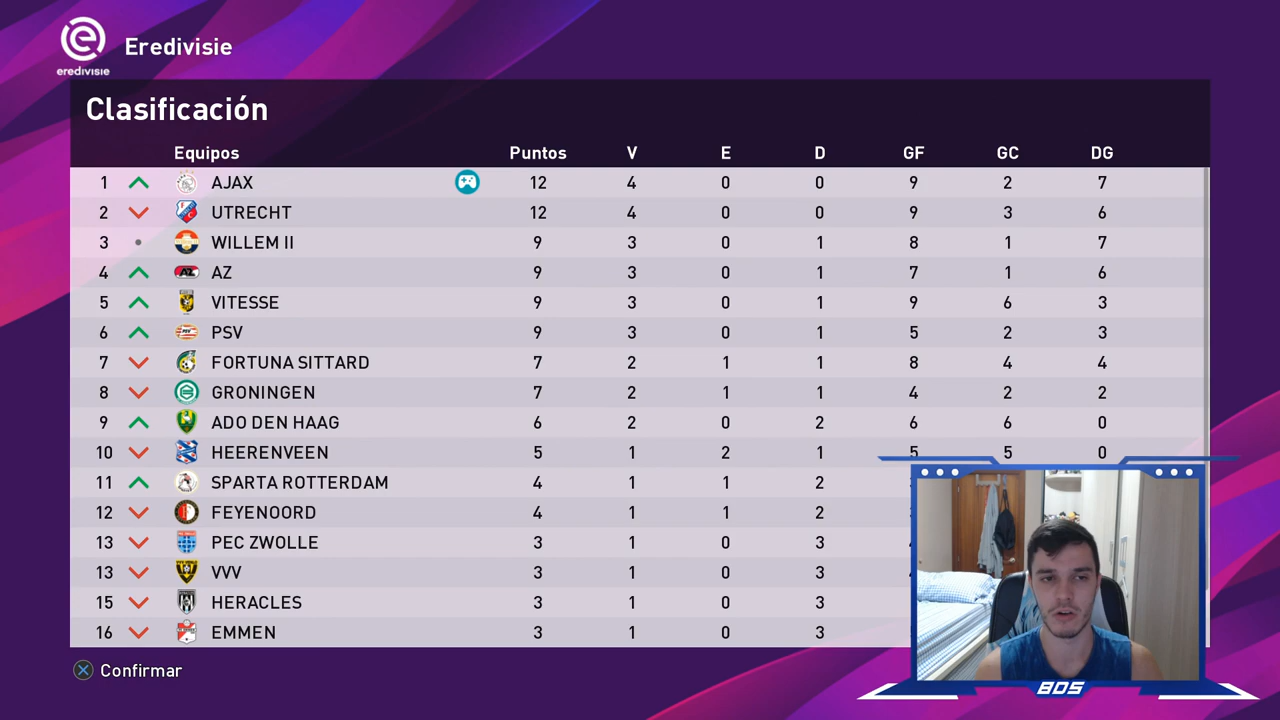 eredivisie
Eredivisie
Clasificación
Equipos Puntos V E D GF GC DG
1 AJAX 12 4 0 0 9 2 7
2 UTRECHT 12 4 0 0 9 3 6
3 WILLEM II 9 3 0 1 8 1 7
4 AZ 9 3 0 1 7 1 6
5 VITESSE 9 3 0 1 9 6 3
6 PSV 9 3 0 1 5 2 3
7 FORTUNA SITTARD 7 2 1 1 8 4 4
8 GRONINGEN 7 2 1 1 4 2 2
9 ADO DEN HAAG 6 2 0 2 6 6 0
10 HEERENVEEN 5 1 2 1 5 5 0
11 SPARTA ROTTERDAM 4 1 1 2
12 FEYENOORD 4 1 1 2
13 PEC ZWOLLE 3 1 0 3
13 VVV 3 1 0 3
15 HERACLES 3 1 0 3
16 EMMEN 3 1 0 3
Confirmar
BDS